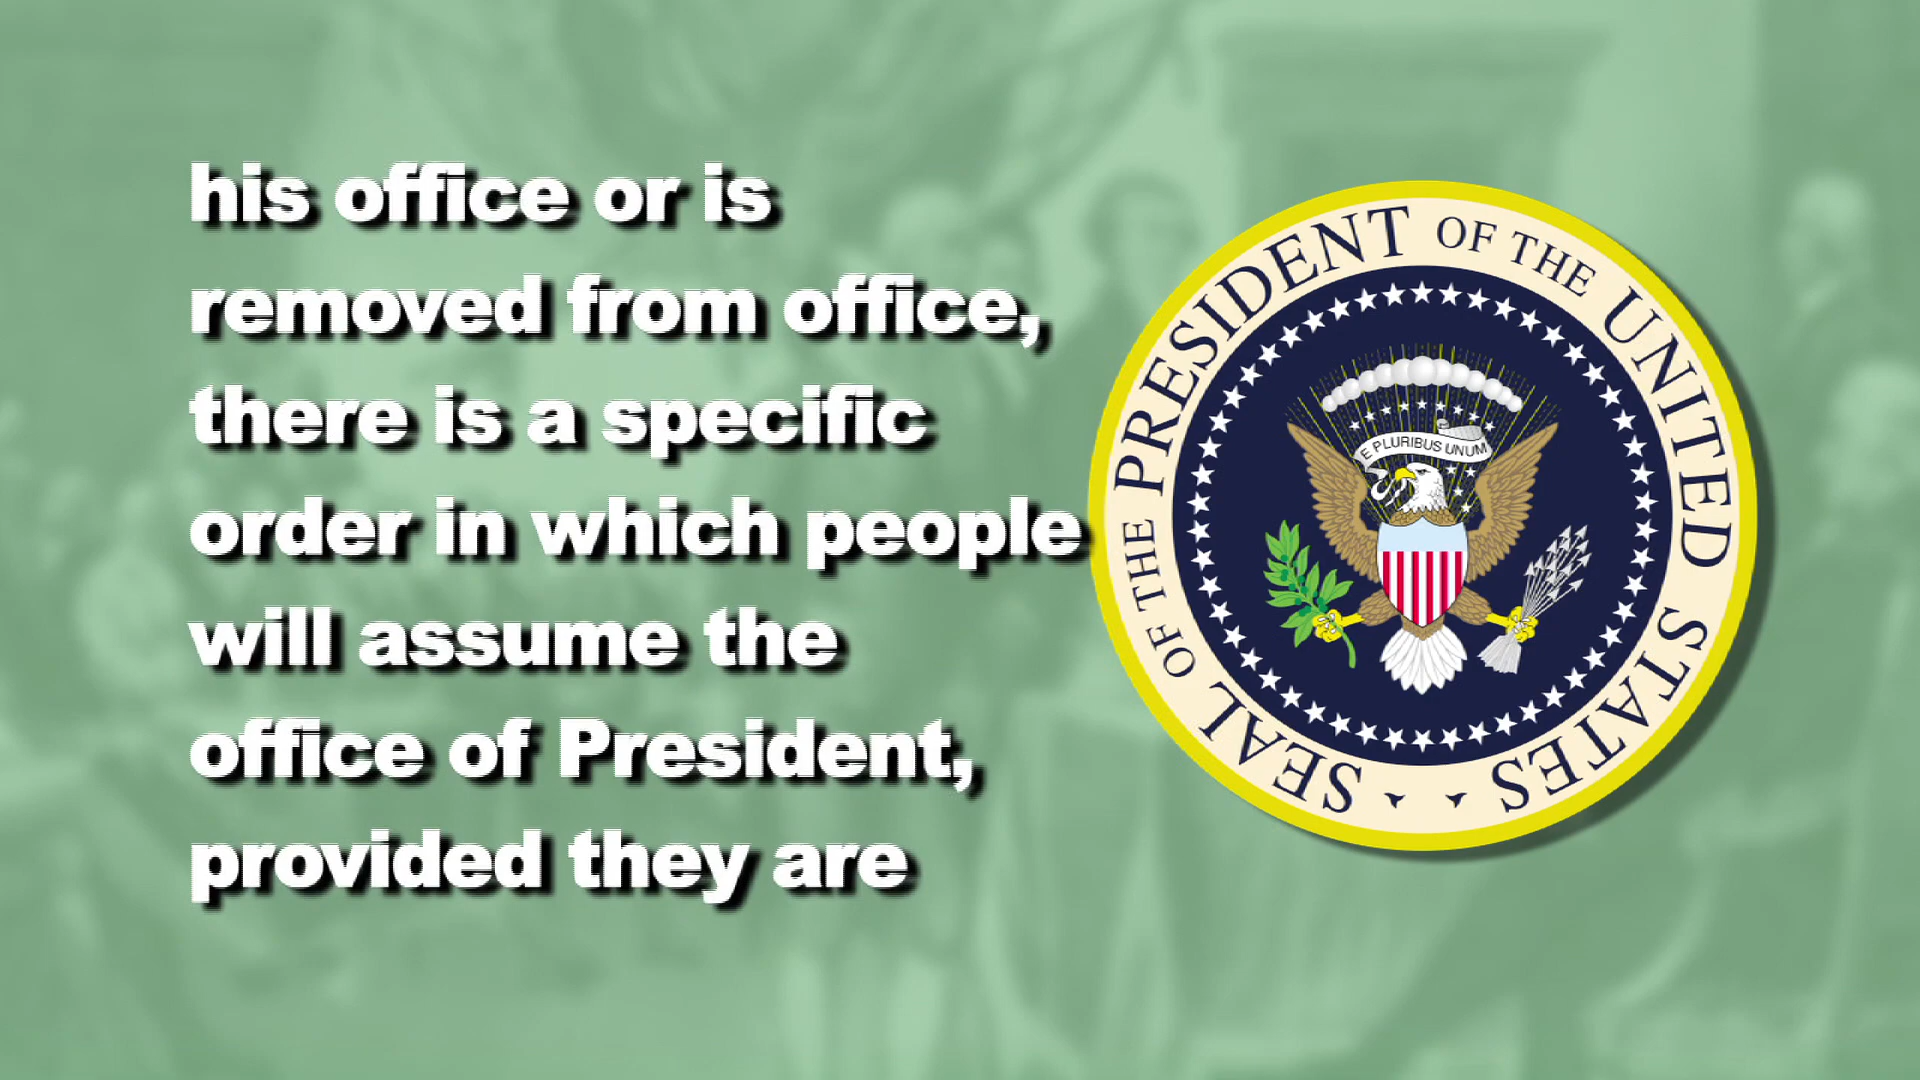 his office or is
removed from office,
there is a specific
order in which people
will assume the
office of President,
provided they are
SEAL OF THE PRESIDENT OF THE UNITED STATES
E PLURIBUS UNUM